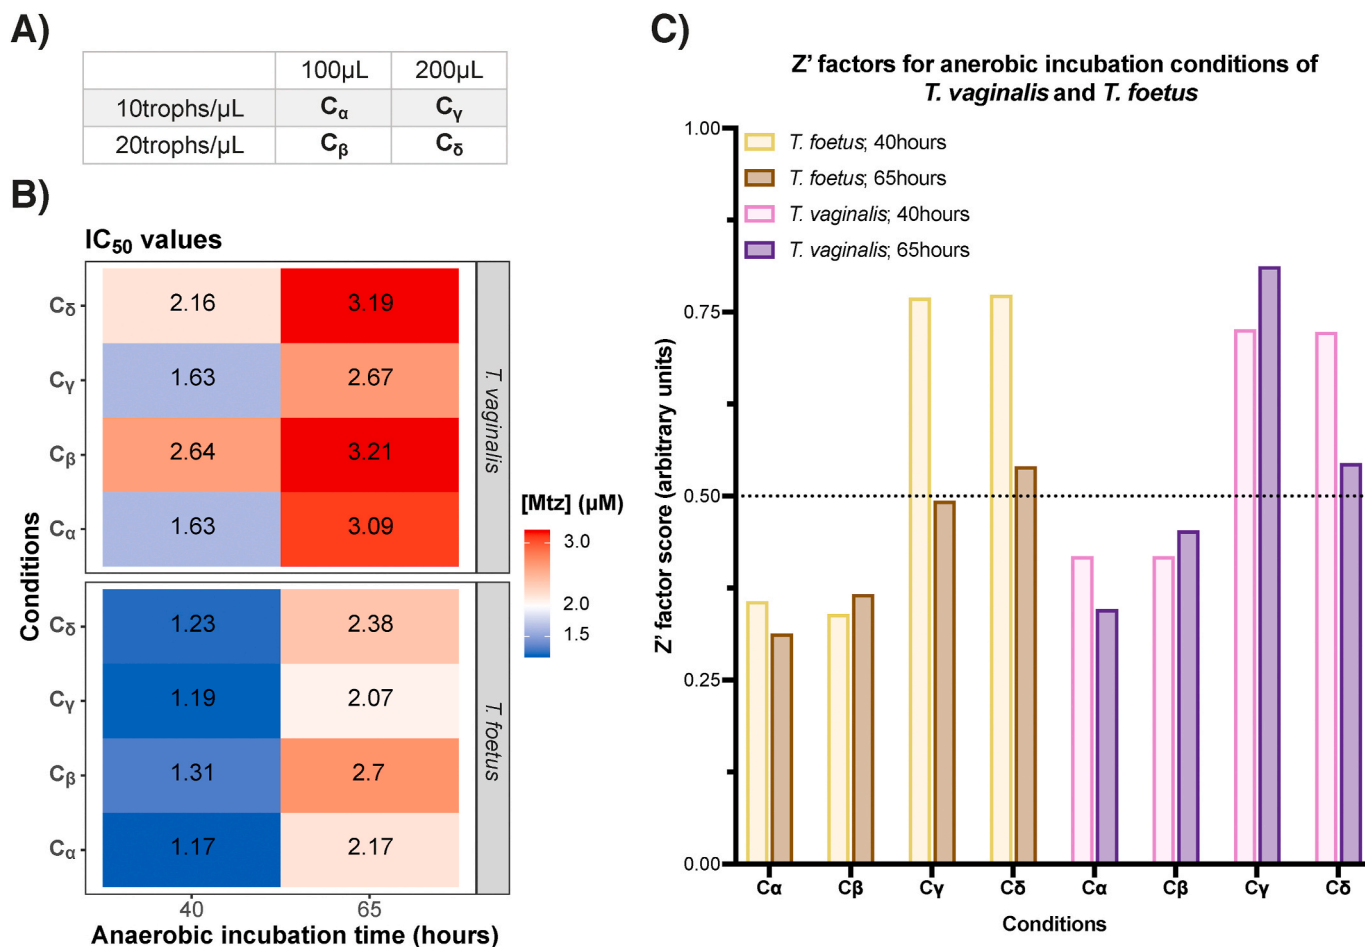 A)
100µL 200µL
10trophs/µL Cα Cγ
20trophs/µL Cβ Cδ
B)
IC50 values
Cδ 2.16 3.19
Cγ 1.63 2.67
Cβ 2.64 3.21
Cα 1.63 3.09
T. vaginalis
Cδ 1.23 2.38
Cγ 1.19 2.07
Cβ 1.31 2.7
Cα 1.17 2.17
T. foetus
Conditions
40 65
Anaerobic incubation time (hours)
[Mtz] (µM)
3.0
2.0
1.5
C)
Z' factors for anerobic incubation conditions of
T. vaginalis and T. foetus
T. foetus; 40hours
T. foetus; 65hours
T. vaginalis; 40hours
T. vaginalis; 65hours
Z' factor score (arbitrary units)
1.00
0.75
0.50
0.25
0.00
Cα Cβ Cγ Cδ Cα Cβ Cγ Cδ
Conditions